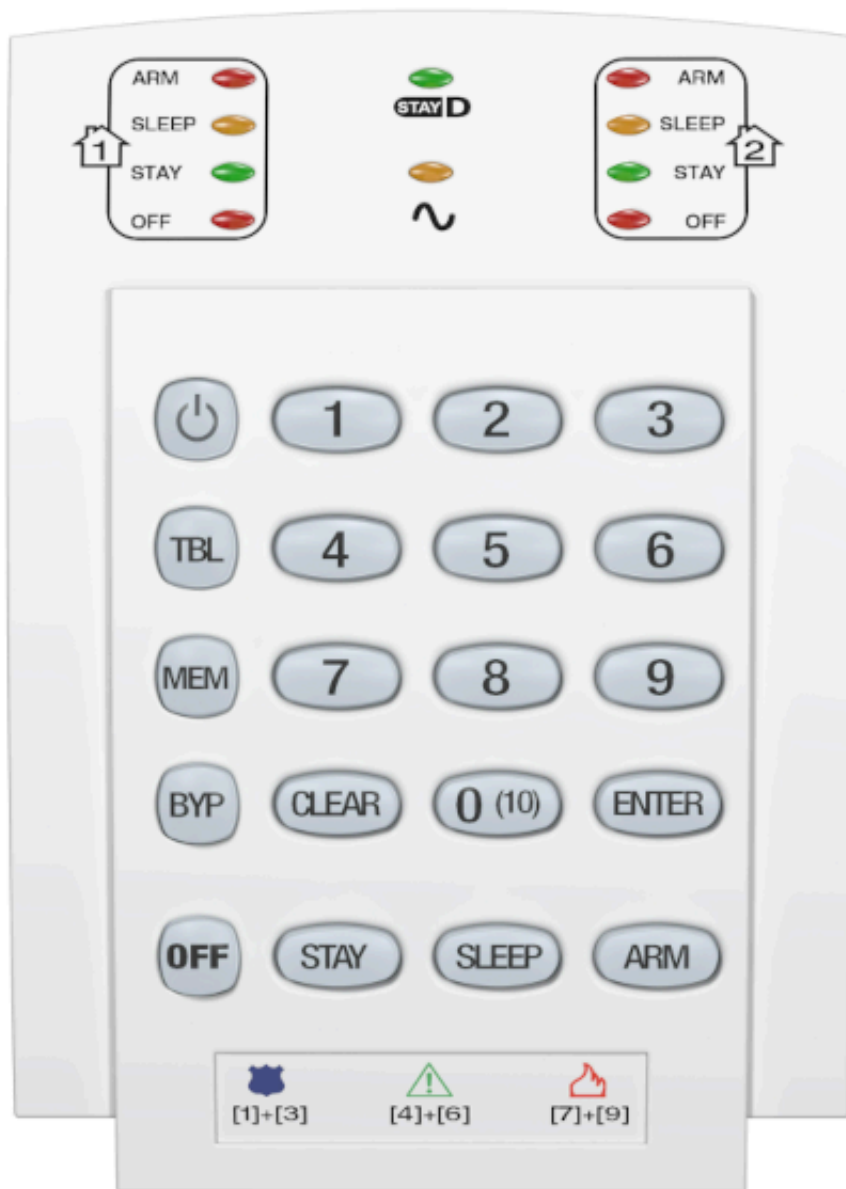 ARM
SLEEP
1
STAY
OFF
STAY D
ARM
SLEEP
2
STAY
OFF
1 2 3
TBL 4 5 6
MEM 7 8 9
BYP CLEAR 0 (10) ENTER
OFF STAY SLEEP ARM
[1]+[3] [4]+[6] [7]+[9]